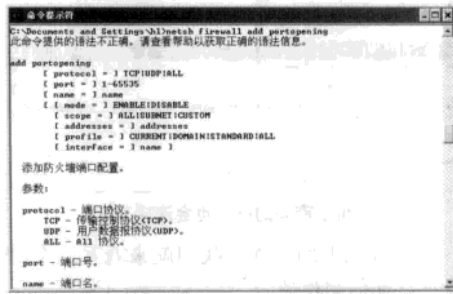 命令提示符
C:\Documents and Settings\hl>netsh firewall add portopening
此命令提供的语法不正确。请查看帮助以获取正确的语法信息。
add portopening
[ protocol = ] TCP|UDP|ALL
[ port = ] 1-65535
[ name = ] name
[ [ mode = ] ENABLE|DISABLE
[ scope = ] ALL|SUBNET|CUSTOM
[ addresses = ] addresses
[ profile = ] CURRENT|DOMAIN|STANDARD|ALL
[ interface = ] name ]
添加防火墙端口配置。
参数:
protocol - 端口协议。
TCP - 传输控制协议<TCP>。
UDP - 用户数据报协议<UDP>。
ALL - All 协议。
port - 端口号。
name - 端口名。